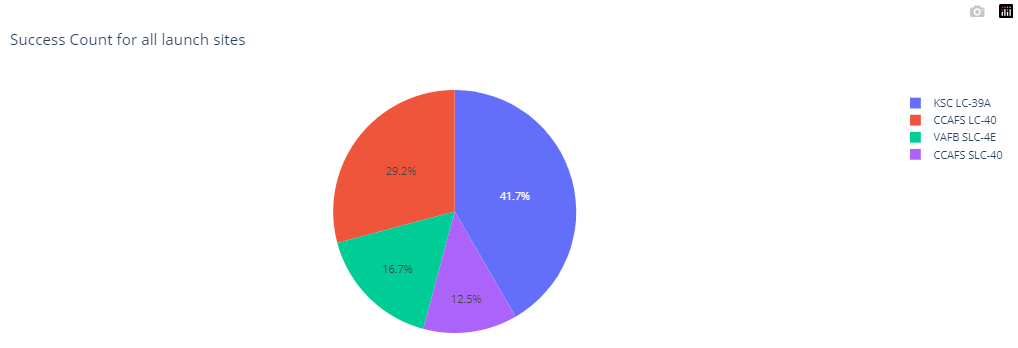 Success Count for all launch sites
KSC LC-39A
CCAFS LC-40
VAFB SLC-4E
CCAFS SLC-40
29.2%
41.7%
16.7%
12.5%